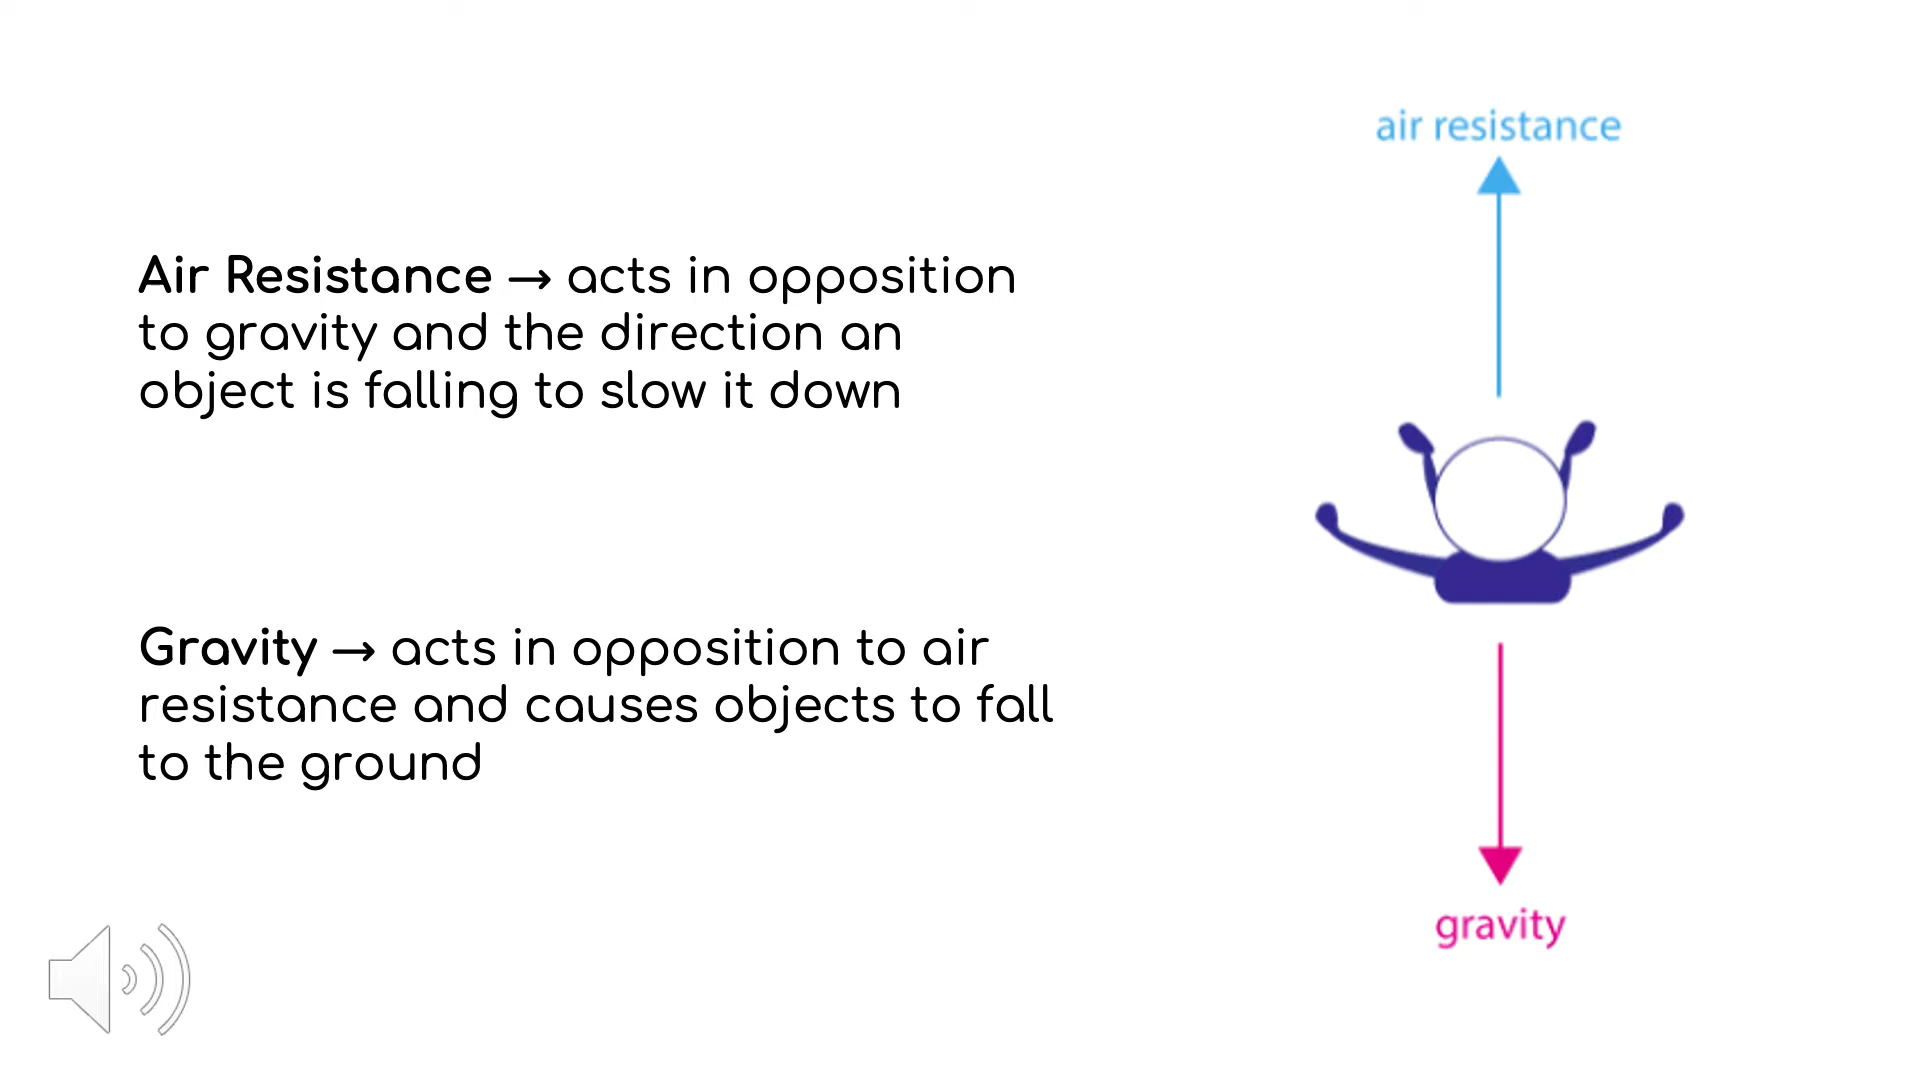 Air Resistance → acts in opposition
to gravity and the direction an
object is falling to slow it down
Gravity → acts in opposition to air
resistance and causes objects to fall
to the ground
air resistance
gravity